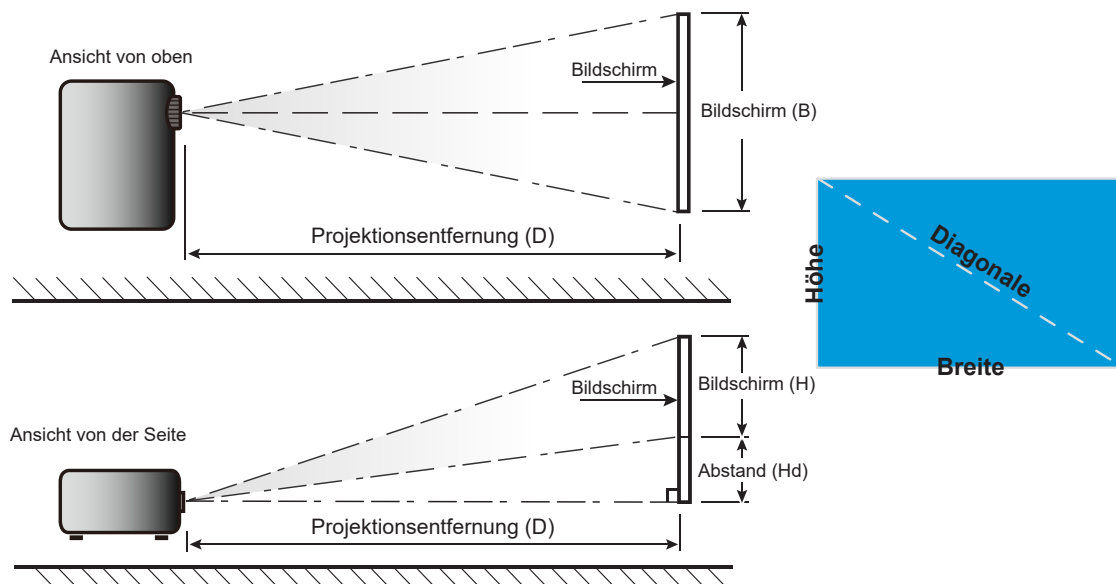 Ansicht von oben
Bildschirm
Bildschirm (B)
Projektionsentfernung (D)
Höhe
Diagonale
Breite
Bildschirm
Bildschirm (H)
Ansicht von der Seite
Abstand (Hd)
Projektionsentfernung (D)